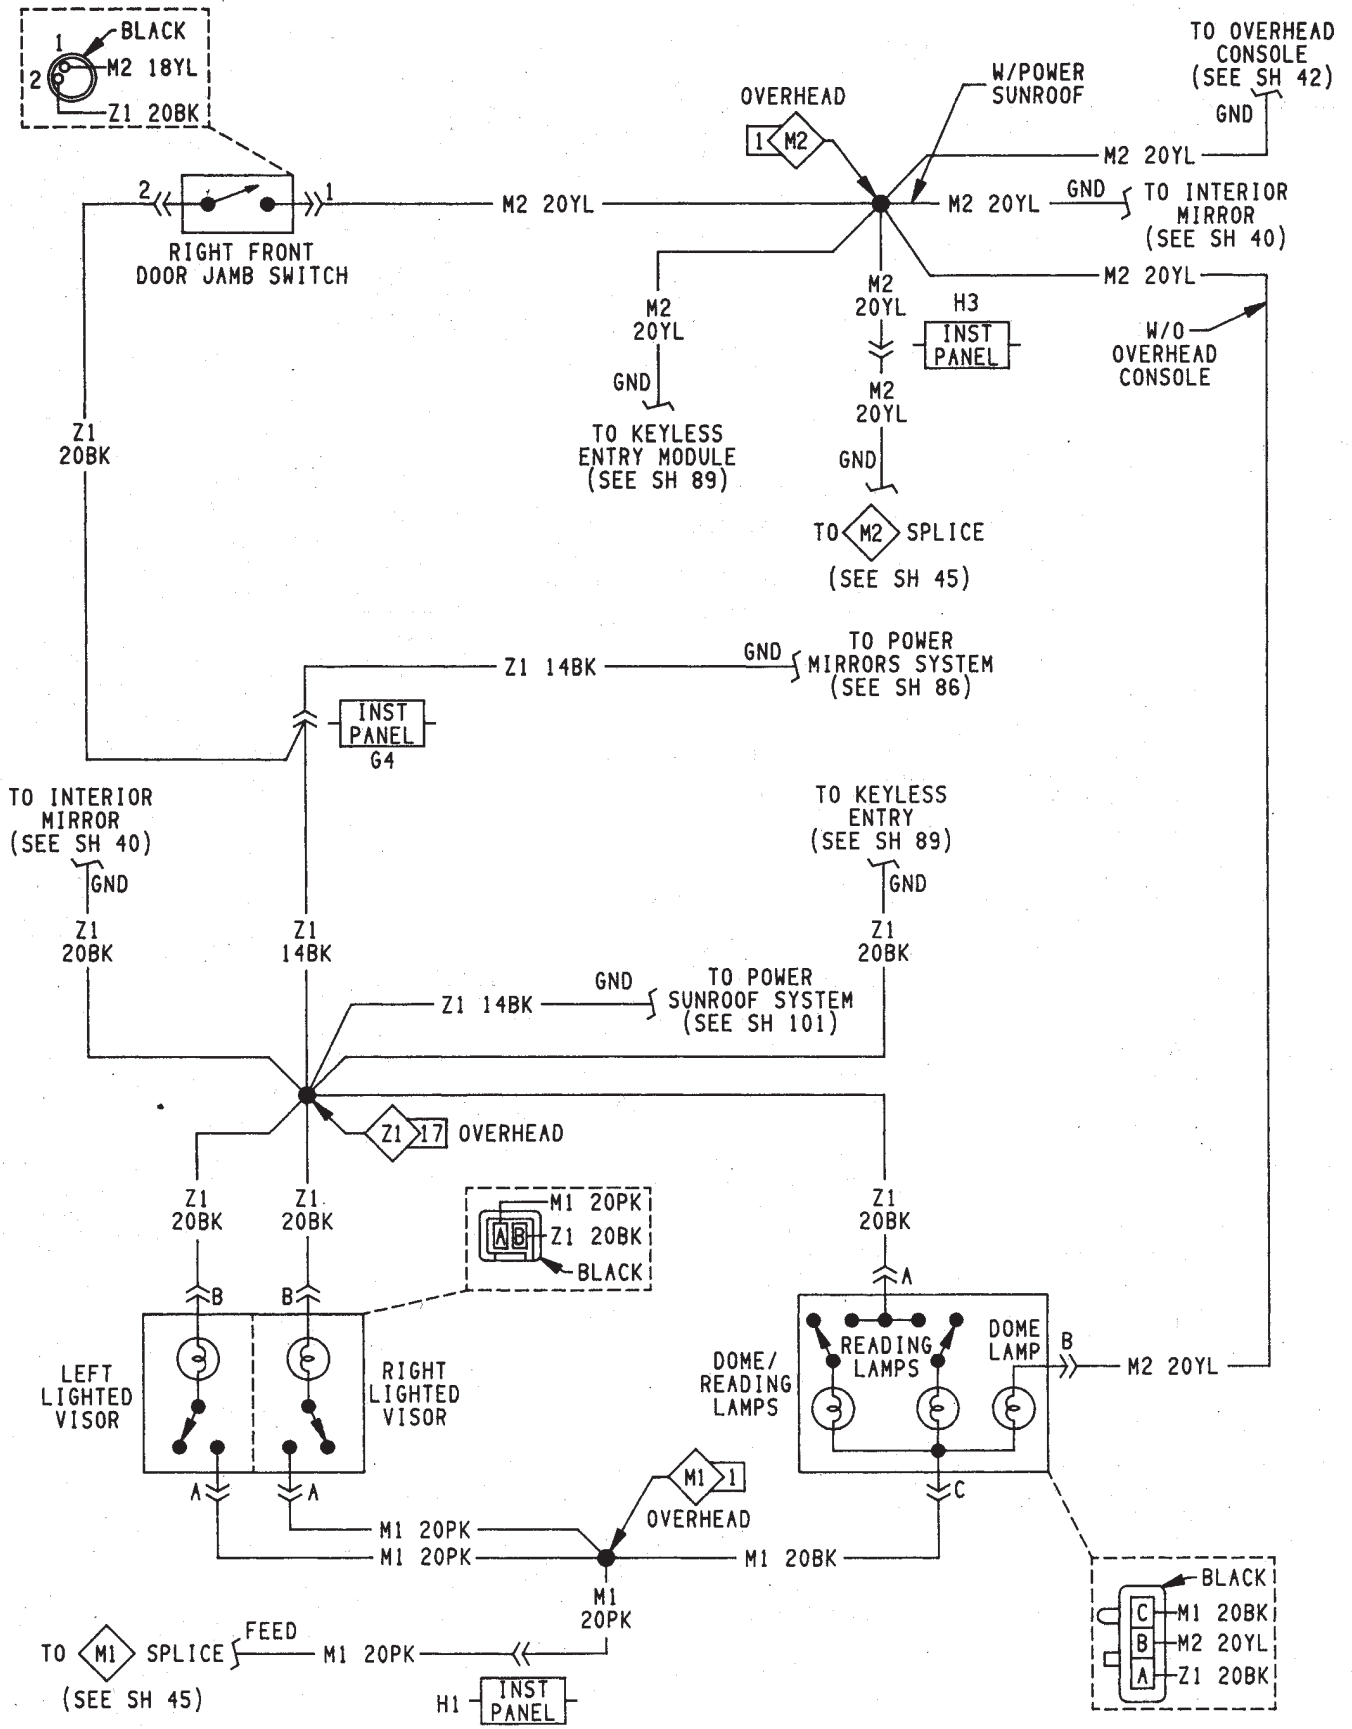 BLACK
1
M2 18YL
2
Z1 20BK
TO OVERHEAD
CONSOLE
(SEE SH 42)
GND
W/POWER
SUNROOF
OVERHEAD
1 M2
M2 20YL
2
1
M2 20YL
M2 20YL
GND
TO INTERIOR
MIRROR
(SEE SH 40)
RIGHT FRONT
DOOR JAMB SWITCH
M2 20YL
M2
20YL
M2
20YL
H3
INST
PANEL
W/O
OVERHEAD
CONSOLE
GND
M2
20YL
Z1
20BK
TO KEYLESS
ENTRY MODULE
(SEE SH 89)
GND
TO M2 SPLICE
(SEE SH 45)
Z1 14BK
GND
TO POWER
MIRRORS SYSTEM
(SEE SH 86)
INST
PANEL
G4
TO INTERIOR
MIRROR
(SEE SH 40)
GND
TO KEYLESS
ENTRY
(SEE SH 89)
GND
Z1
20BK
Z1
14BK
Z1
20BK
Z1 14BK
GND
TO POWER
SUNROOF SYSTEM
(SEE SH 101)
Z1 17 OVERHEAD
Z1
20BK
Z1
20BK
M1 20PK
A B
Z1 20BK
BLACK
Z1
20BK
A
B
B
LEFT
LIGHTED
VISOR
RIGHT
LIGHTED
VISOR
DOME/
READING
LAMPS
READING
LAMPS
DOME
LAMP
B
M2 20YL
A
A
M1 1
OVERHEAD
C
M1 20PK
M1 20PK
M1 20BK
M1
20PK
BLACK
C
M1 20BK
B
M2 20YL
A
Z1 20BK
TO M1 SPLICE
FEED
M1 20PK
(SEE SH 45)
H1
INST
PANEL